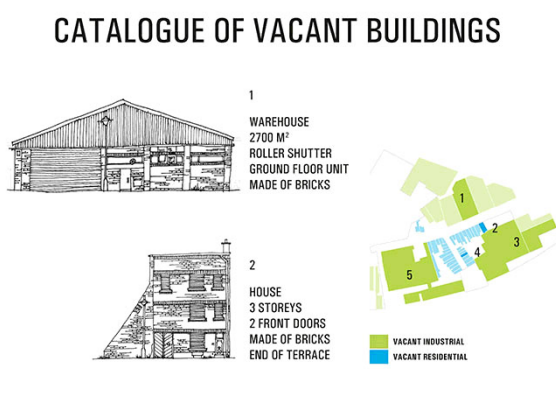 CATALOGUE OF VACANT BUILDINGS
1
WAREHOUSE
2700 M²
ROLLER SHUTTER
GROUND FLOOR UNIT
MADE OF BRICKS
2
HOUSE
3 STOREYS
2 FRONT DOORS
MADE OF BRICKS
END OF TERRACE
1
2
3
4
5
VACANT INDUSTRIAL
VACANT RESIDENTIAL